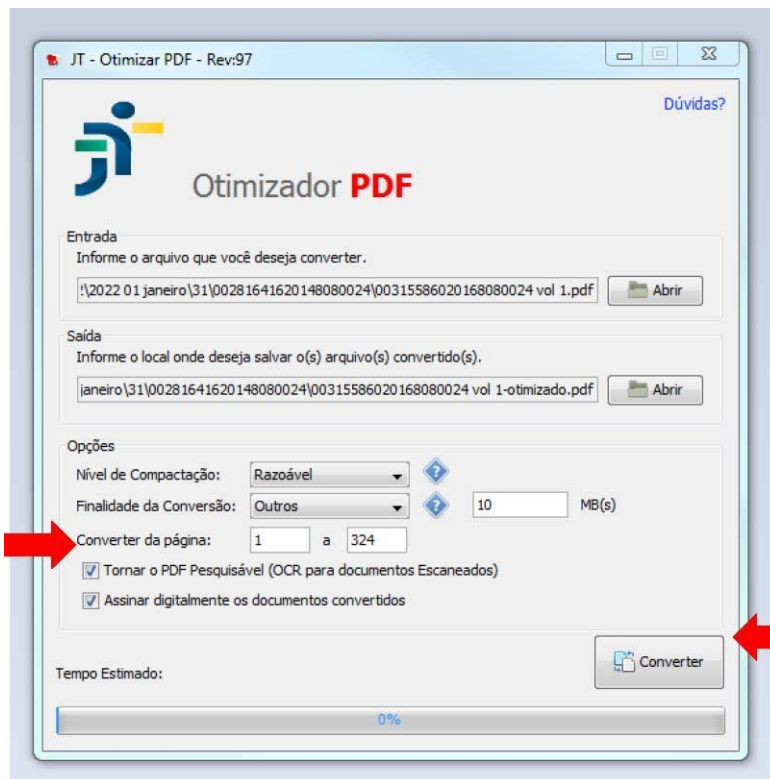 JT - Otimizar PDF - Rev:97
Dúvidas?
Otimizador PDF
Entrada
Informe o arquivo que você deseja converter.
!\2022 01 janeiro\31\00281641620148080024\00315586020168080024 vol 1.pdf
Abrir
Saída
Informe o local onde deseja salvar o(s) arquivo(s) convertido(s).
janeiro\31\00281641620148080024\00315586020168080024 vol 1-otimizado.pdf
Abrir
Opções
Nível de Compactação: Razoável
Finalidade da Conversão: Outros 10 MB(s)
Converter da página: 1 a 324
Tornar o PDF Pesquisável (OCR para documentos Escaneados)
Assinar digitalmente os documentos convertidos
Converter
Tempo Estimado:
0%